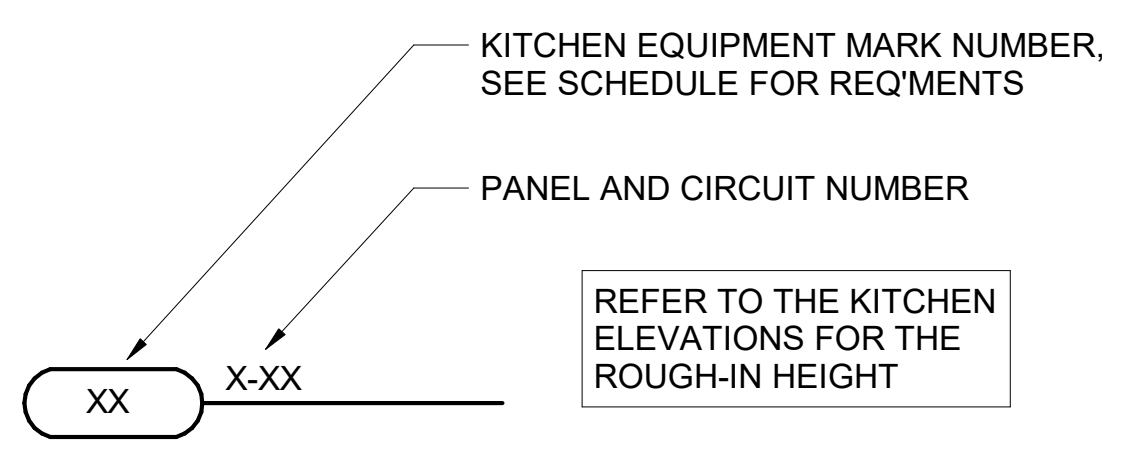 KITCHEN EQUIPMENT MARK NUMBER,
SEE SCHEDULE FOR REQ'MENTS
PANEL AND CIRCUIT NUMBER
REFER TO THE KITCHEN
ELEVATIONS FOR THE
ROUGH-IN HEIGHT
X-XX
XX